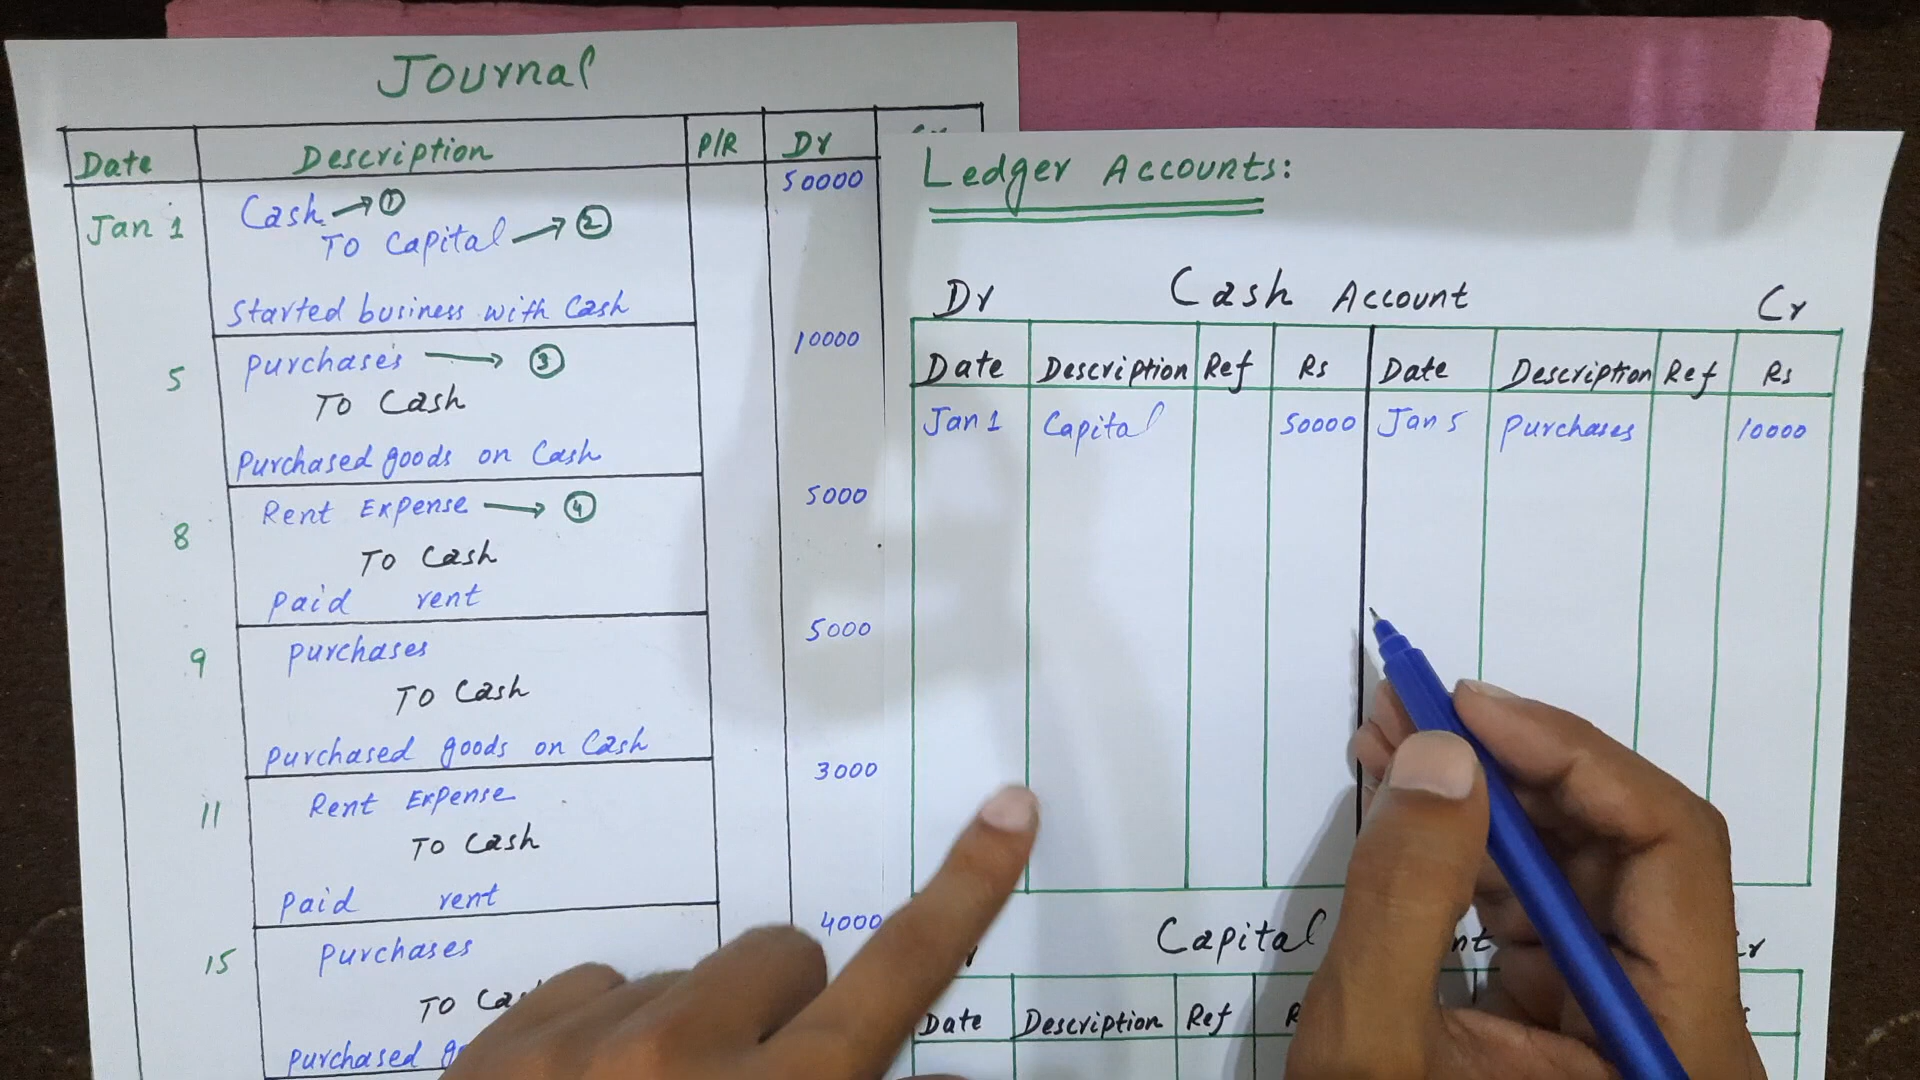 Journal
Date Description P/R Dr
Jan 1 Cash → ① 50000
To Capital → ②
Started business with Cash
5 Purchases → ③ 10000
To Cash
Purchased goods on Cash
8 Rent Expense → ④ 5000
To Cash
Paid rent
9 Purchases 5000
To Cash
Purchased goods on Cash
11 Rent Expense 3000
To Cash
Paid rent
15 Purchases 4000
To
Purchased
Ledger Accounts:
Dr Cash Account Cr
Date Description Ref Rs Date Description Ref Rs
Jan 1 Capital 50000 Jan 5 Purchases 10000
Capital
Date Description Ref